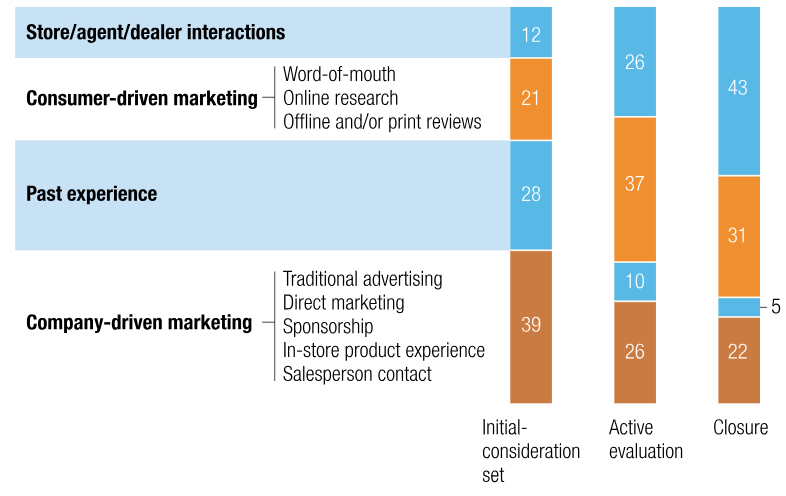 Store/agent/dealer interactions
12
26
43
Consumer-driven marketing
Word-of-mouth
Online research
Offline and/or print reviews
21
37
31
Past experience
28
10
5
Company-driven marketing
Traditional advertising
Direct marketing
Sponsorship
In-store product experience
Salesperson contact
39
26
22
Initial-
consideration
set
Active
evaluation
Closure